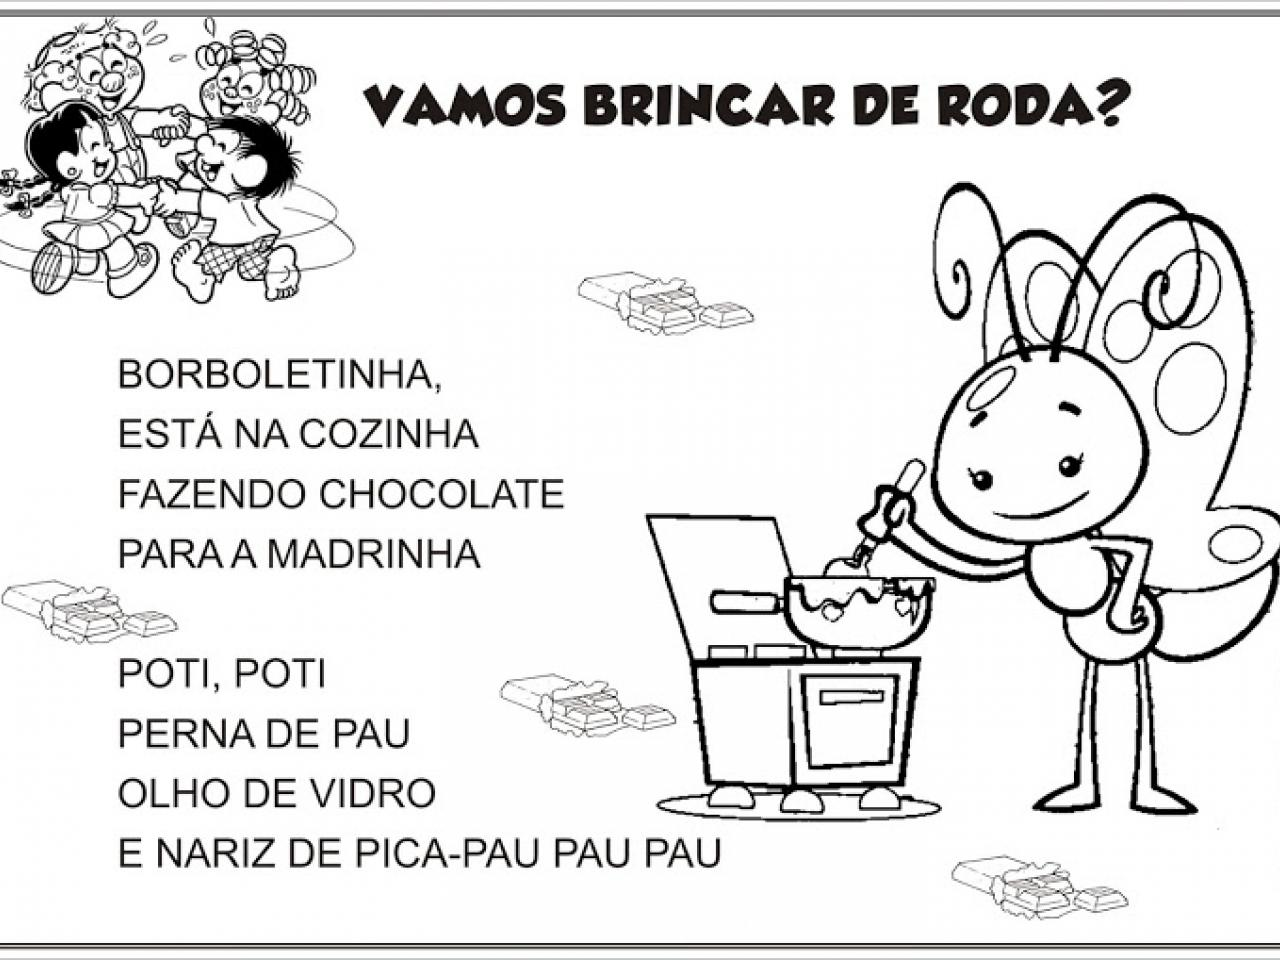 VAMOS BRINCAR DE RODA?
BORBOLETINHA,
ESTÁ NA COZINHA
FAZENDO CHOCOLATE
PARA A MADRINHA
POTI, POTI
PERNA DE PAU
OLHO DE VIDRO
E NARIZ DE PICA-PAU PAU PAU